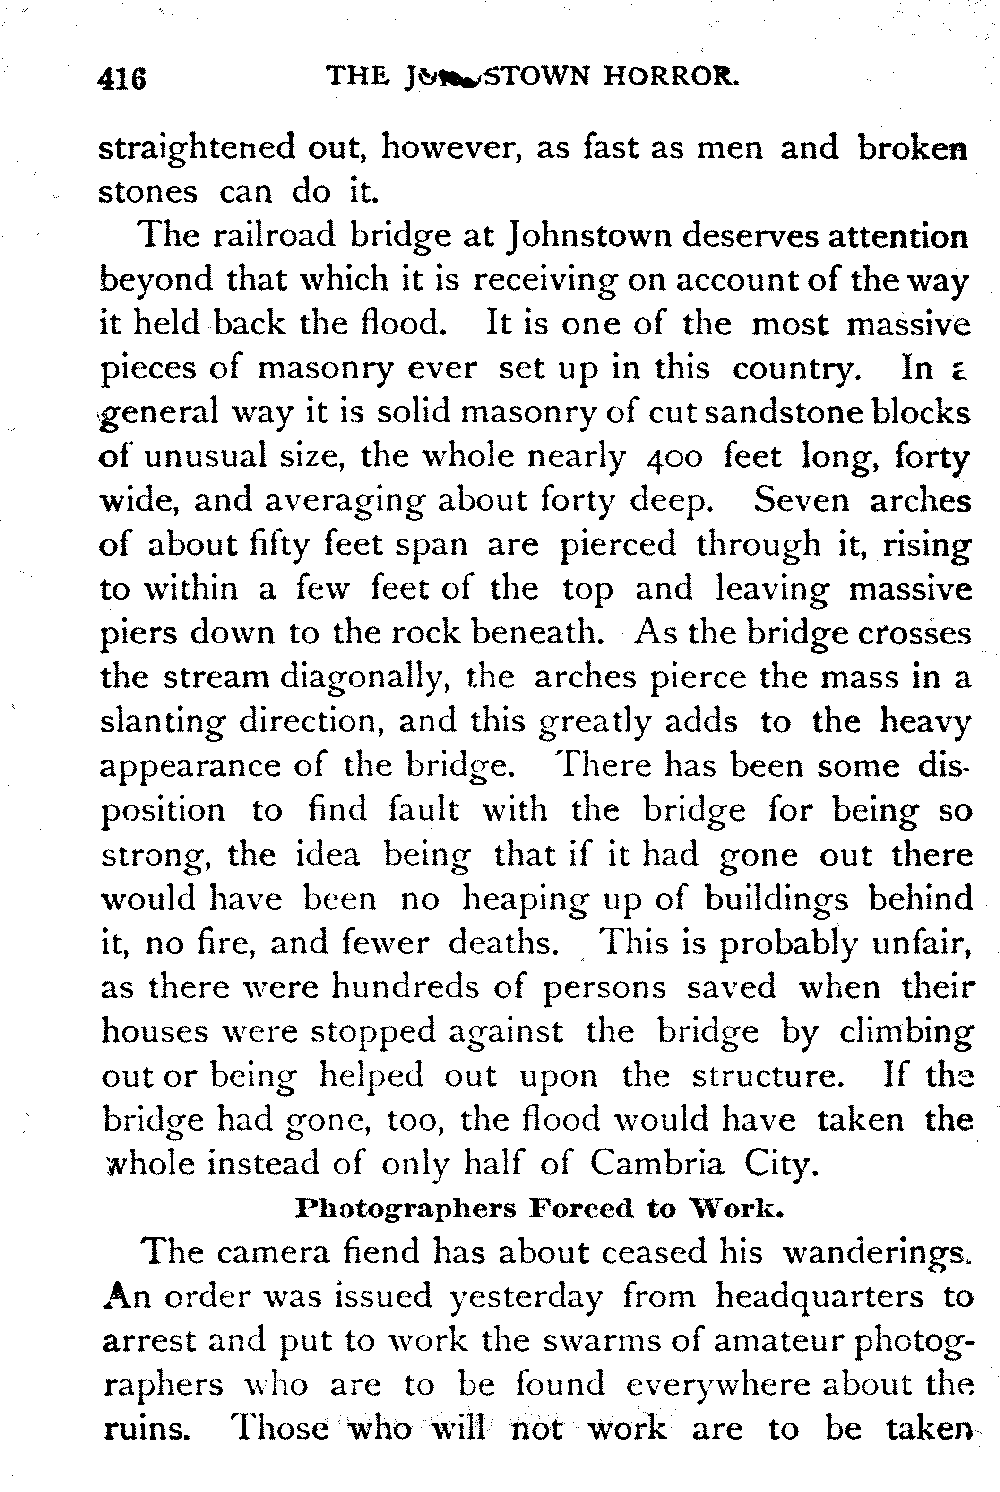 416 THE JOHNSTOWN HORROR.
straightened out, however, as fast as men and broken
stones can do it.
The railroad bridge at Johnstown deserves attention
beyond that which it is receiving on account of the way
it held back the flood. It is one of the most massive
pieces of masonry ever set up in this country. In a
general way it is solid masonry of cut sandstone blocks
of unusual size, the whole nearly 400 feet long, forty
wide, and averaging about forty deep. Seven arches
of about fifty feet span are pierced through it, rising
to within a few feet of the top and leaving massive
piers down to the rock beneath. As the bridge crosses
the stream diagonally, the arches pierce the mass in a
slanting direction, and this greatly adds to the heavy
appearance of the bridge. There has been some dis-
position to find fault with the bridge for being so
strong, the idea being that if it had gone out there
would have been no heaping up of buildings behind
it, no fire, and fewer deaths. This is probably unfair,
as there were hundreds of persons saved when their
houses were stopped against the bridge by climbing
out or being helped out upon the structure. If the
bridge had gone, too, the flood would have taken the
whole instead of only half of Cambria City.
Photographers Forced to Work.
The camera fiend has about ceased his wanderings.
An order was issued yesterday from headquarters to
arrest and put to work the swarms of amateur photog-
raphers who are to be found everywhere about the
ruins. Those who will not work are to be taken